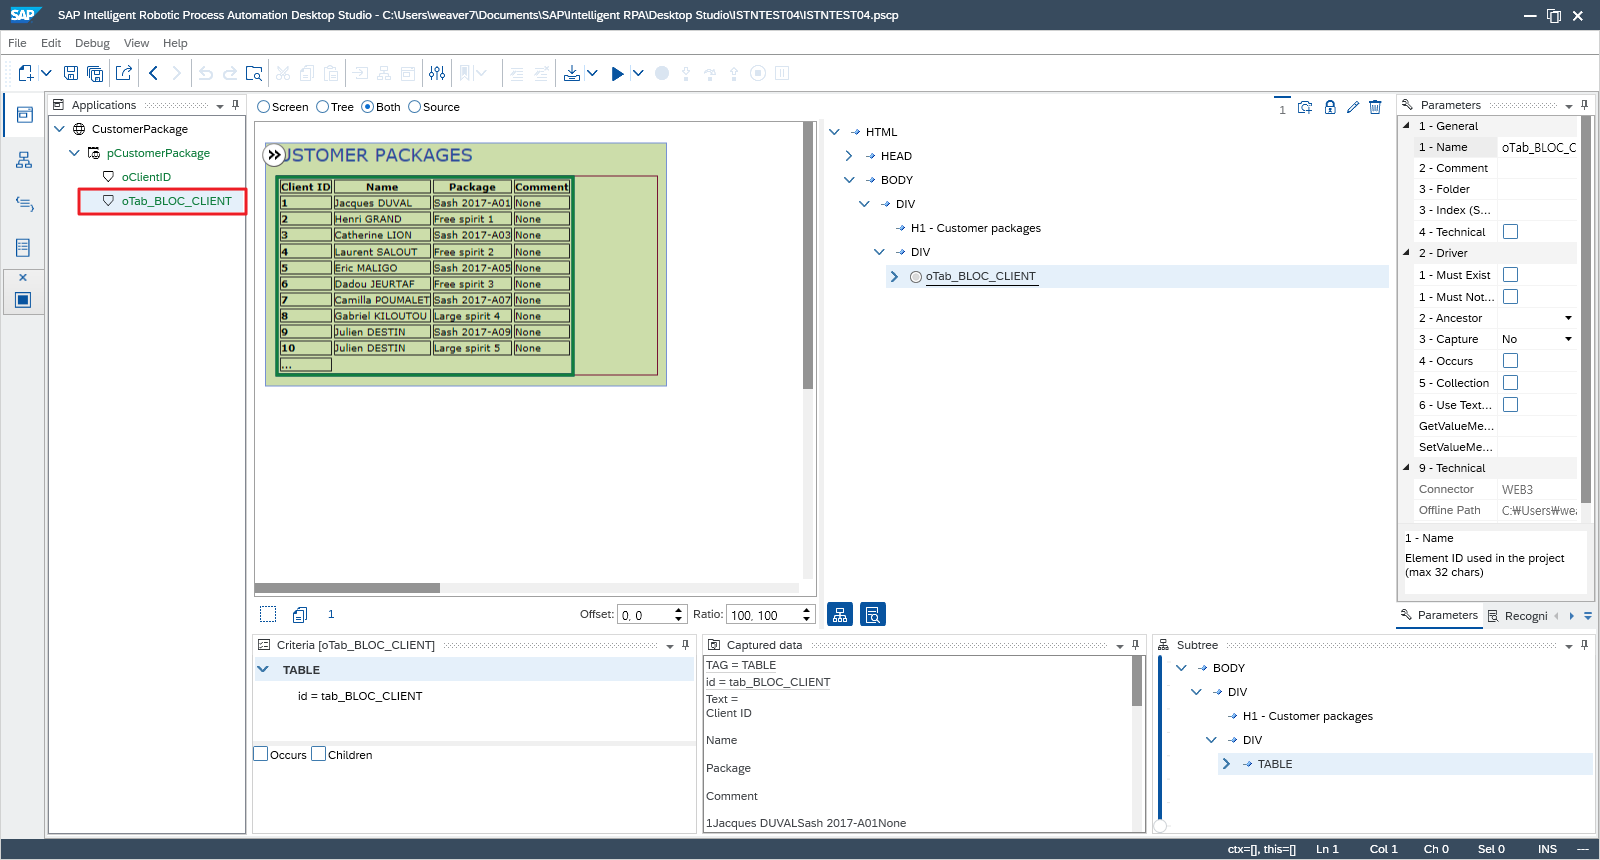 SAP Intelligent Robotic Process Automation Desktop Studio - C:\Users\weaver7\Documents\SAP\Intelligent RPA\Desktop Studio\ISTNTEST04\ISTNTEST04.pscp
File Edit Debug View Help
Applications
CustomerPackage
pCustomerPackage
oClientID
oTab_BLOC_CLIENT
Screen Tree Both Source
USTOMER PACKAGES
Client ID Name Package Comment
1 Jacques DUVAL Sash 2017-A01 None
2 Henri GRAND Free spirit 1 None
3 Catherine LION Sash 2017-A03 None
4 Laurent SALOUT Free spirit 2 None
5 Eric MALIGO Sash 2017-A05 None
6 Dadou JEURTAF Free spirit 3 None
7 Camilla POUMALET Sash 2017-A07 None
8 Gabriel KILOUTOU Large spirit 4 None
9 Julien DESTIN Sash 2017-A09 None
10 Julien DESTIN Large spirit 5 None
...
1 Offset: 0, 0 Ratio: 100, 100
1
HTML
HEAD
BODY
DIV
H1 - Customer packages
DIV
oTab_BLOC_CLIENT
Parameters
1 - General
1 - Name oTab_BLOC_C
2 - Comment
3 - Folder
3 - Index (S...
4 - Technical
2 - Driver
1 - Must Exist
1 - Must Not...
2 - Ancestor
3 - Capture No
4 - Occurs
5 - Collection
6 - Use Text...
GetValueMe...
SetValueMe...
9 - Technical
Connector WEB3
Offline Path C:₩Users₩wea
1 - Name
Element ID used in the project
(max 32 chars)
Parameters Recogni
Criteria [oTab_BLOC_CLIENT]
TABLE
id = tab_BLOC_CLIENT
Occurs Children
Captured data
TAG = TABLE
id = tab_BLOC_CLIENT
Text =
Client ID
Name
Package
Comment
1Jacques DUVALSash 2017-A01None
Subtree
BODY
DIV
H1 - Customer packages
DIV
TABLE
ctx=[], this=[] Ln 1 Col 1 Ch 0 Sel 0 INS ---